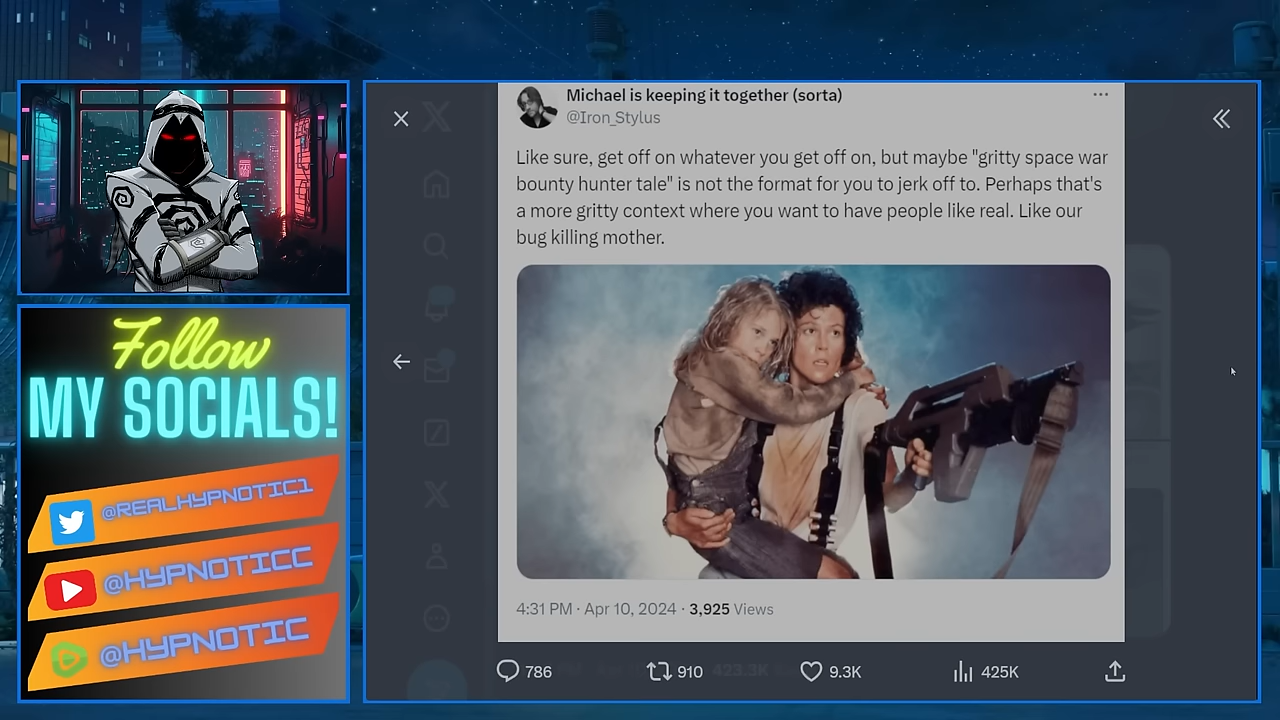 Michael is keeping it together (sorta)
@Iron_Stylus
Like sure, get off on whatever you get off on, but maybe "gritty space war
bounty hunter tale" is not the format for you to jerk off to. Perhaps that's
a more gritty context where you want to have people like real. Like our
bug killing mother.
4:31 PM · Apr 10, 2024 · 3,925 Views
786 910 9.3K 425K
Follow
MY SOCIALS!
@REALHYPNOTIC1
@HYPNOTICC
@HYPNOTIC